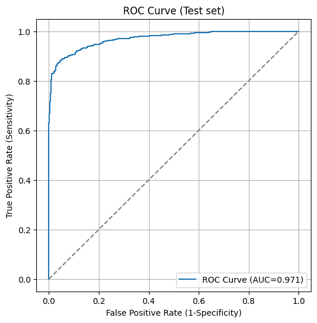 ROC Curve (Test set)
True Positive Rate (Sensitivity)
1.0
0.8
0.6
0.4
0.2
0.0
ROC Curve (AUC=0.971)
0.0 0.2 0.4 0.6 0.8 1.0
False Positive Rate (1-Specificity)